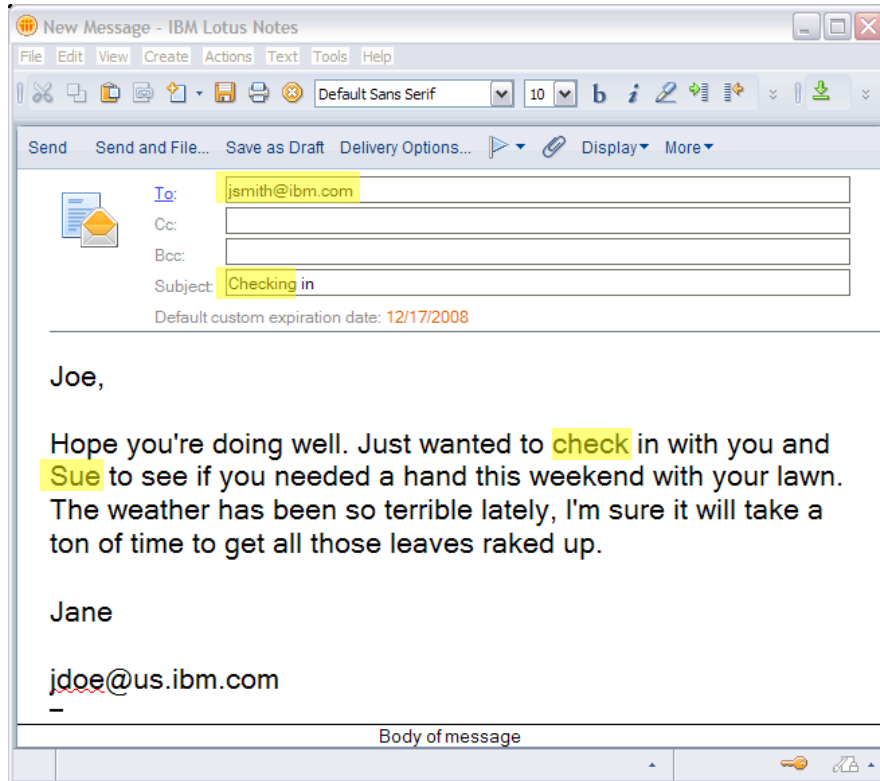 New Message - IBM Lotus Notes
File Edit View Create Actions Text Tools Help
Default Sans Serif 10 b i
Send Send and File... Save as Draft Delivery Options... Display More
To: jsmith@ibm.com
Cc:
Bcc:
Subject: Checking in
Default custom expiration date: 12/17/2008
Joe,
Hope you're doing well. Just wanted to check in with you and
Sue to see if you needed a hand this weekend with your lawn.
The weather has been so terrible lately, I'm sure it will take a
ton of time to get all those leaves raked up.
Jane
jdoe@us.ibm.com
–
Body of message